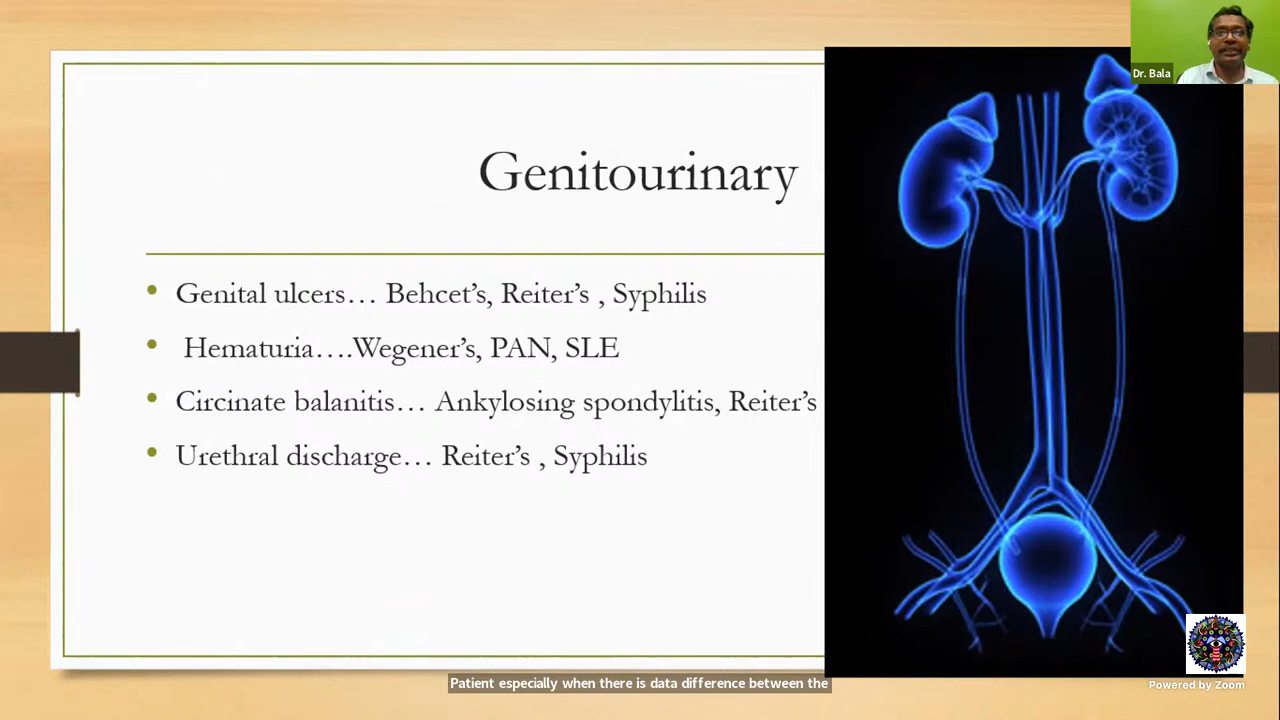 Dr. Bala
Genitourinary
• Genital ulcers… Behcet’s, Reiter’s , Syphilis
• Hematuria….Wegener’s, PAN, SLE
• Circinate balanitis… Ankylosing spondylitis, Reiter’s
• Urethral discharge… Reiter’s , Syphilis
Patient especially when there is data difference between the
Powered by Zoom